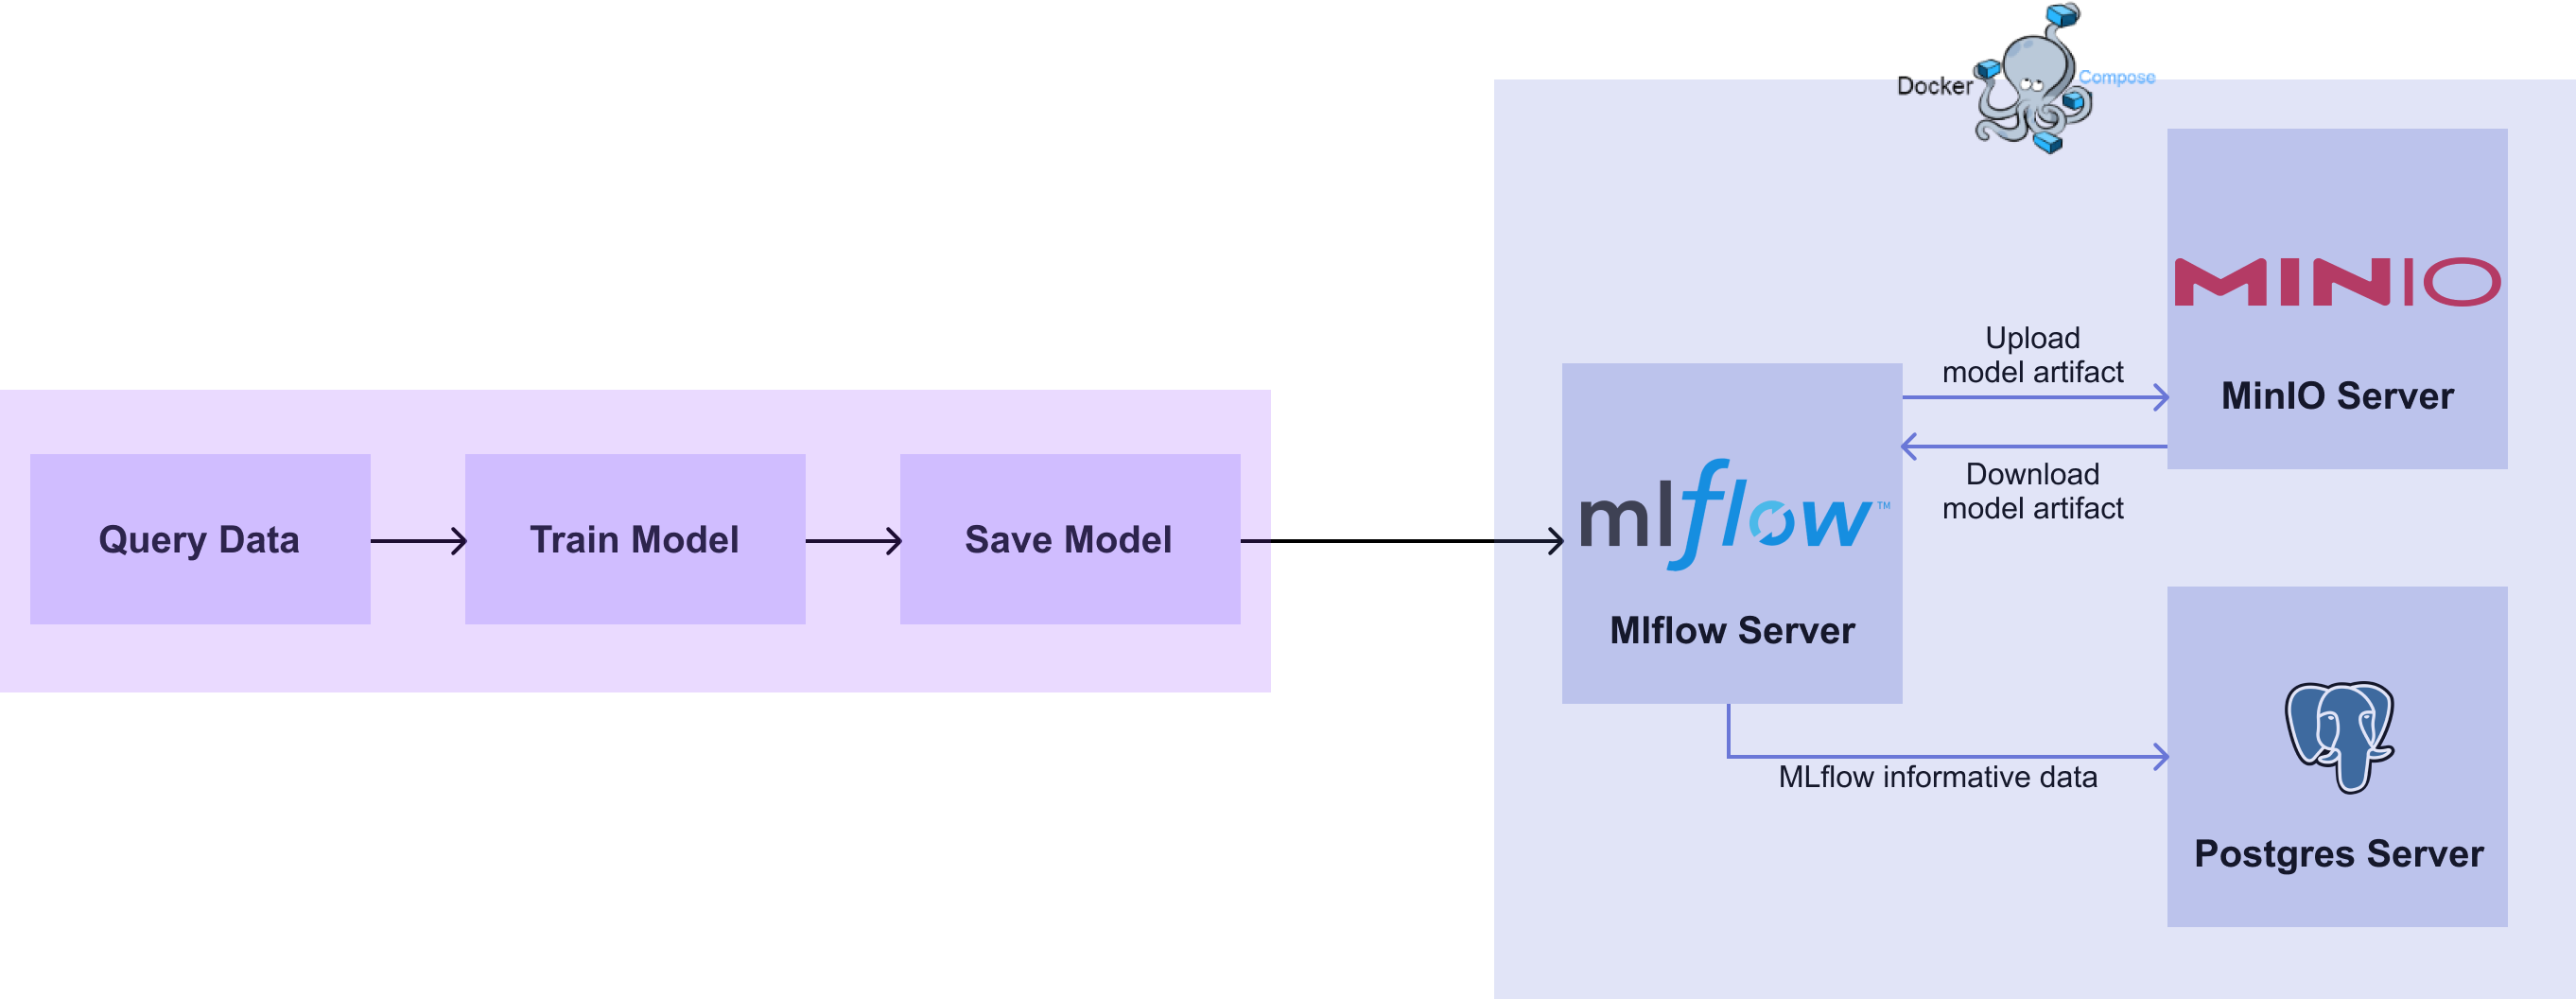 Docker
Compose
MINIO
Upload
model artifact
MinIO Server
Download
model artifact
mlflow™
Query Data
Train Model
Save Model
Mlflow Server
MLflow informative data
Postgres Server